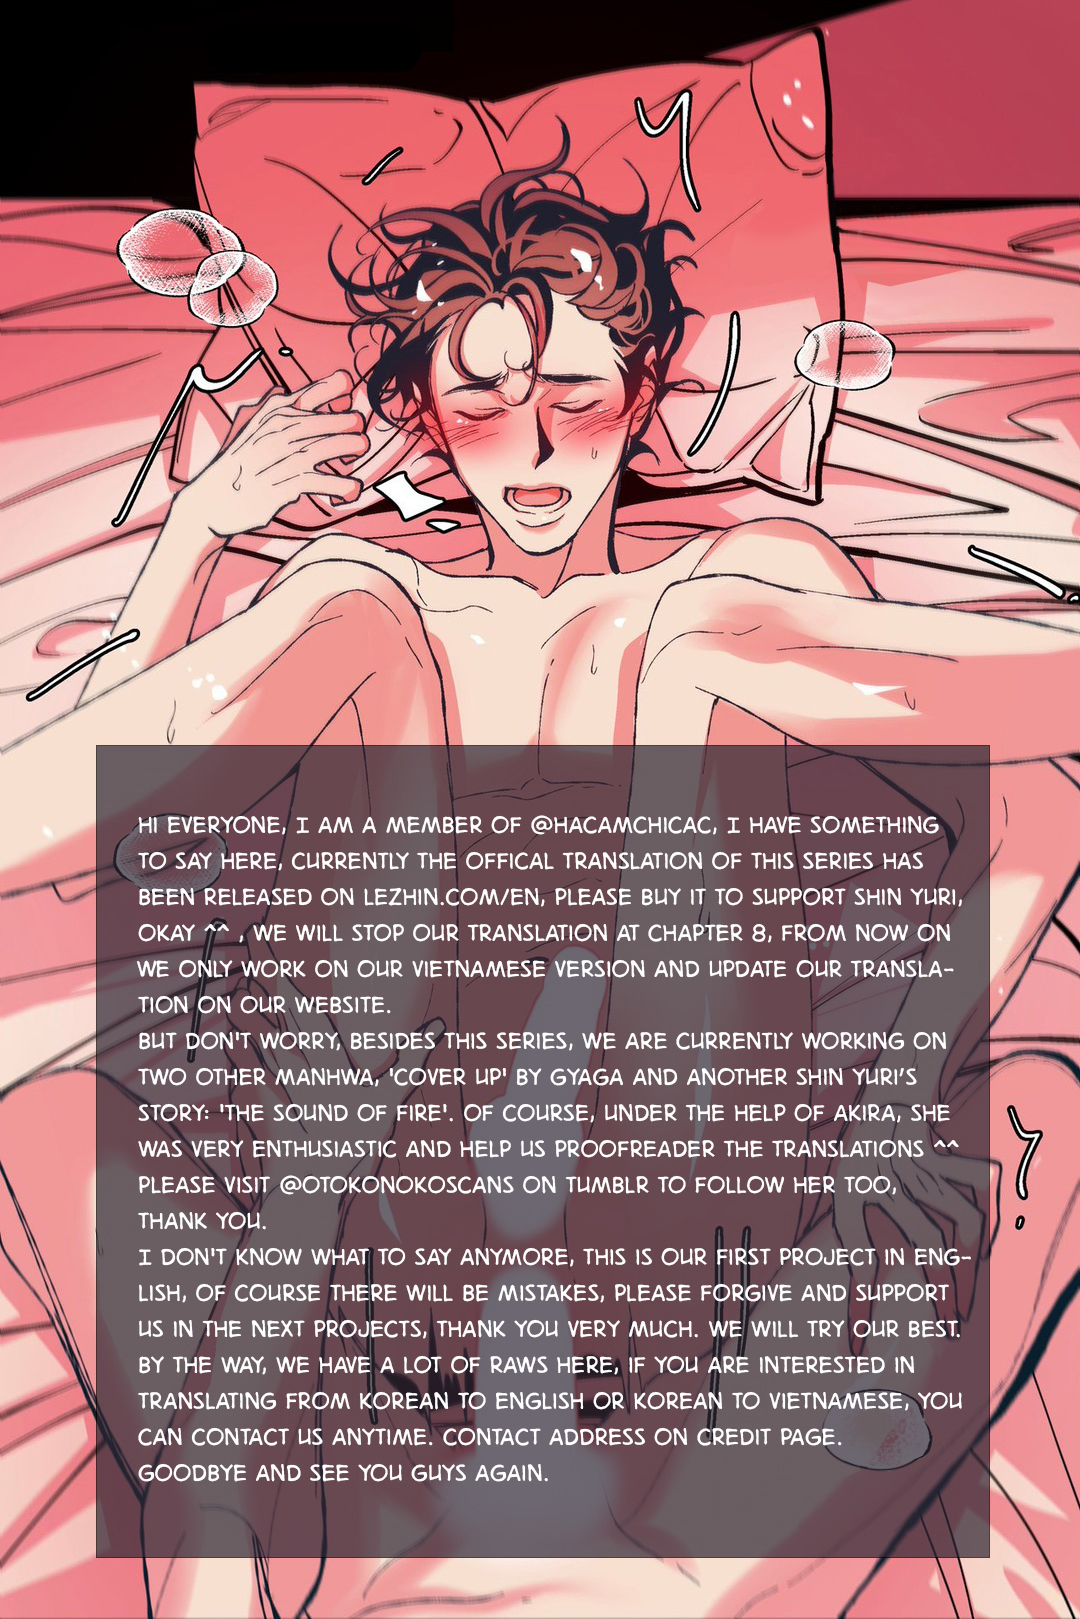 HI EVERYONE, I AM A MEMBER OF @HACAMCHICAC, I HAVE SOMETHING
TO SAY HERE, CURRENTLY THE OFFICAL TRANSLATION OF THIS SERIES HAS
BEEN RELEASED ON LEZHIN.COM/EN, PLEASE BUY IT TO SUPPORT SHIN YURI,
OKAY ^^ , WE WILL STOP OUR TRANSLATION AT CHAPTER 8, FROM NOW ON
WE ONLY WORK ON OUR VIETNAMESE VERSION AND UPDATE OUR TRANSLA-
TION ON OUR WEBSITE.
BUT DON'T WORRY, BESIDES THIS SERIES, WE ARE CURRENTLY WORKING ON
TWO OTHER MANHWA, 'COVER UP' BY GYAGA AND ANOTHER SHIN YURI'S
STORY: 'THE SOUND OF FIRE'. OF COURSE, UNDER THE HELP OF AKIRA, SHE
WAS VERY ENTHUSIASTIC AND HELP US PROOFREADER THE TRANSLATIONS ^^
PLEASE VISIT @OTOKONOKOSCANS ON TUMBLR TO FOLLOW HER TOO,
THANK YOU.
I DON'T KNOW WHAT TO SAY ANYMORE, THIS IS OUR FIRST PROJECT IN ENG-
LISH, OF COURSE THERE WILL BE MISTAKES, PLEASE FORGIVE AND SUPPORT
US IN THE NEXT PROJECTS, THANK YOU VERY MUCH. WE WILL TRY OUR BEST.
BY THE WAY, WE HAVE A LOT OF RAWS HERE, IF YOU ARE INTERESTED IN
TRANSLATING FROM KOREAN TO ENGLISH OR KOREAN TO VIETNAMESE, YOU
CAN CONTACT US ANYTIME. CONTACT ADDRESS ON CREDIT PAGE.
GOODBYE AND SEE YOU GUYS AGAIN.